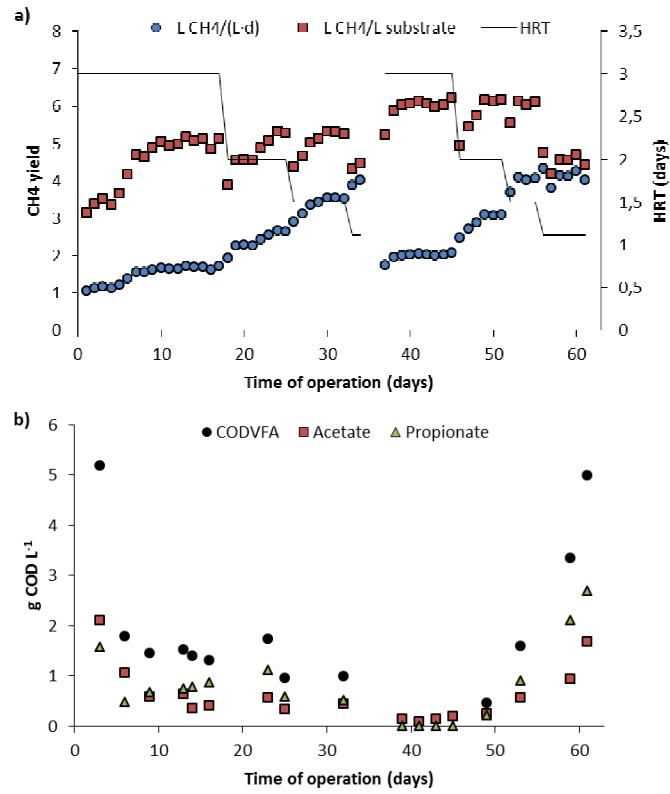 a)
L CH4/(L·d) L CH4/L substrate HRT
8
7
6
5
4
3
2
1
0
CH4 yield
3,5
3
2,5
2
1,5
1
0,5
0
HRT (days)
0 10 20 30 40 50 60
Time of operation (days)
b)
CODVFA Acetate Propionate
6
5
4
3
2
1
0
g COD L-1
0 10 20 30 40 50 60
Time of operation (days)